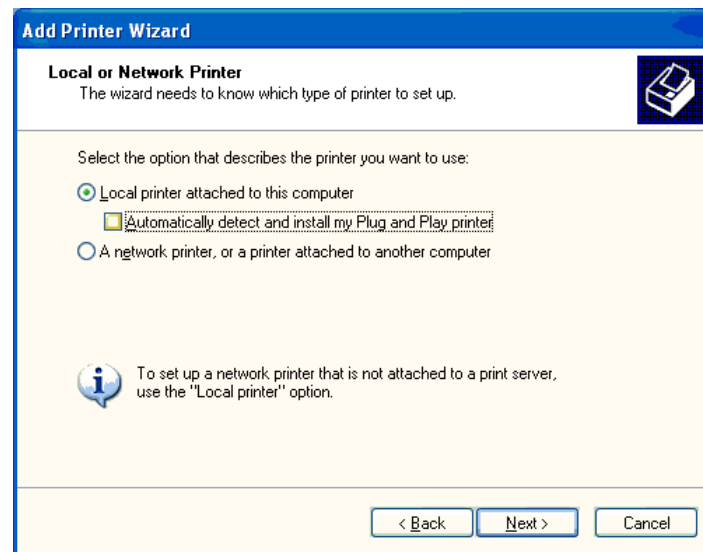 Add Printer Wizard
Local or Network Printer
The wizard needs to know which type of printer to set up.
Select the option that describes the printer you want to use:
Local printer attached to this computer
Automatically detect and install my Plug and Play printer
A network printer, or a printer attached to another computer
To set up a network printer that is not attached to a print server,
use the "Local printer" option.
< Back Next > Cancel